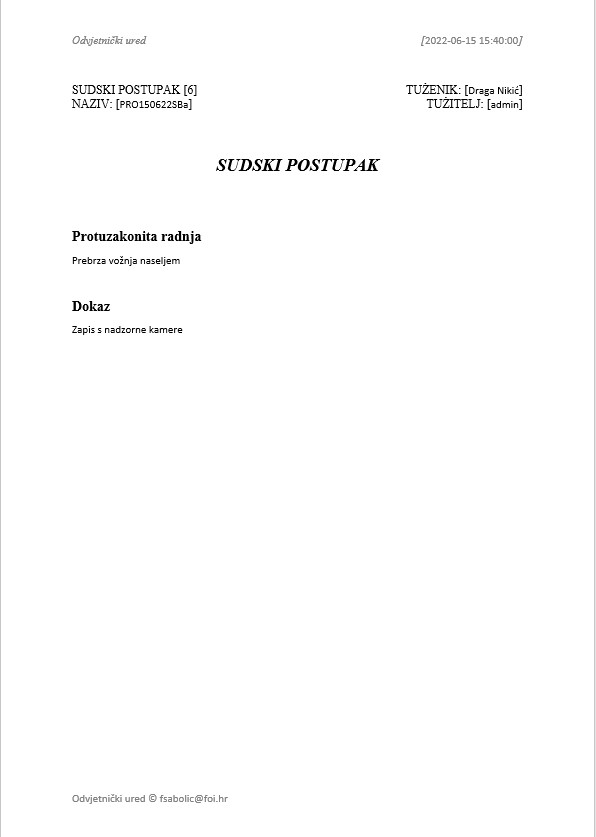 Odvjetnički ured [2022-06-15 15:40:00]
SUDSKI POSTUPAK [6] TUŽENIK: [Draga Nikić]
NAZIV: [PRO150622SBa] TUŽITELJ: [admin]
SUDSKI POSTUPAK
Protuzakonita radnja
Prebrza vožnja naseljem
Dokaz
Zapis s nadzorne kamere
Odvjetnički ured © fsabolic@foi.hr